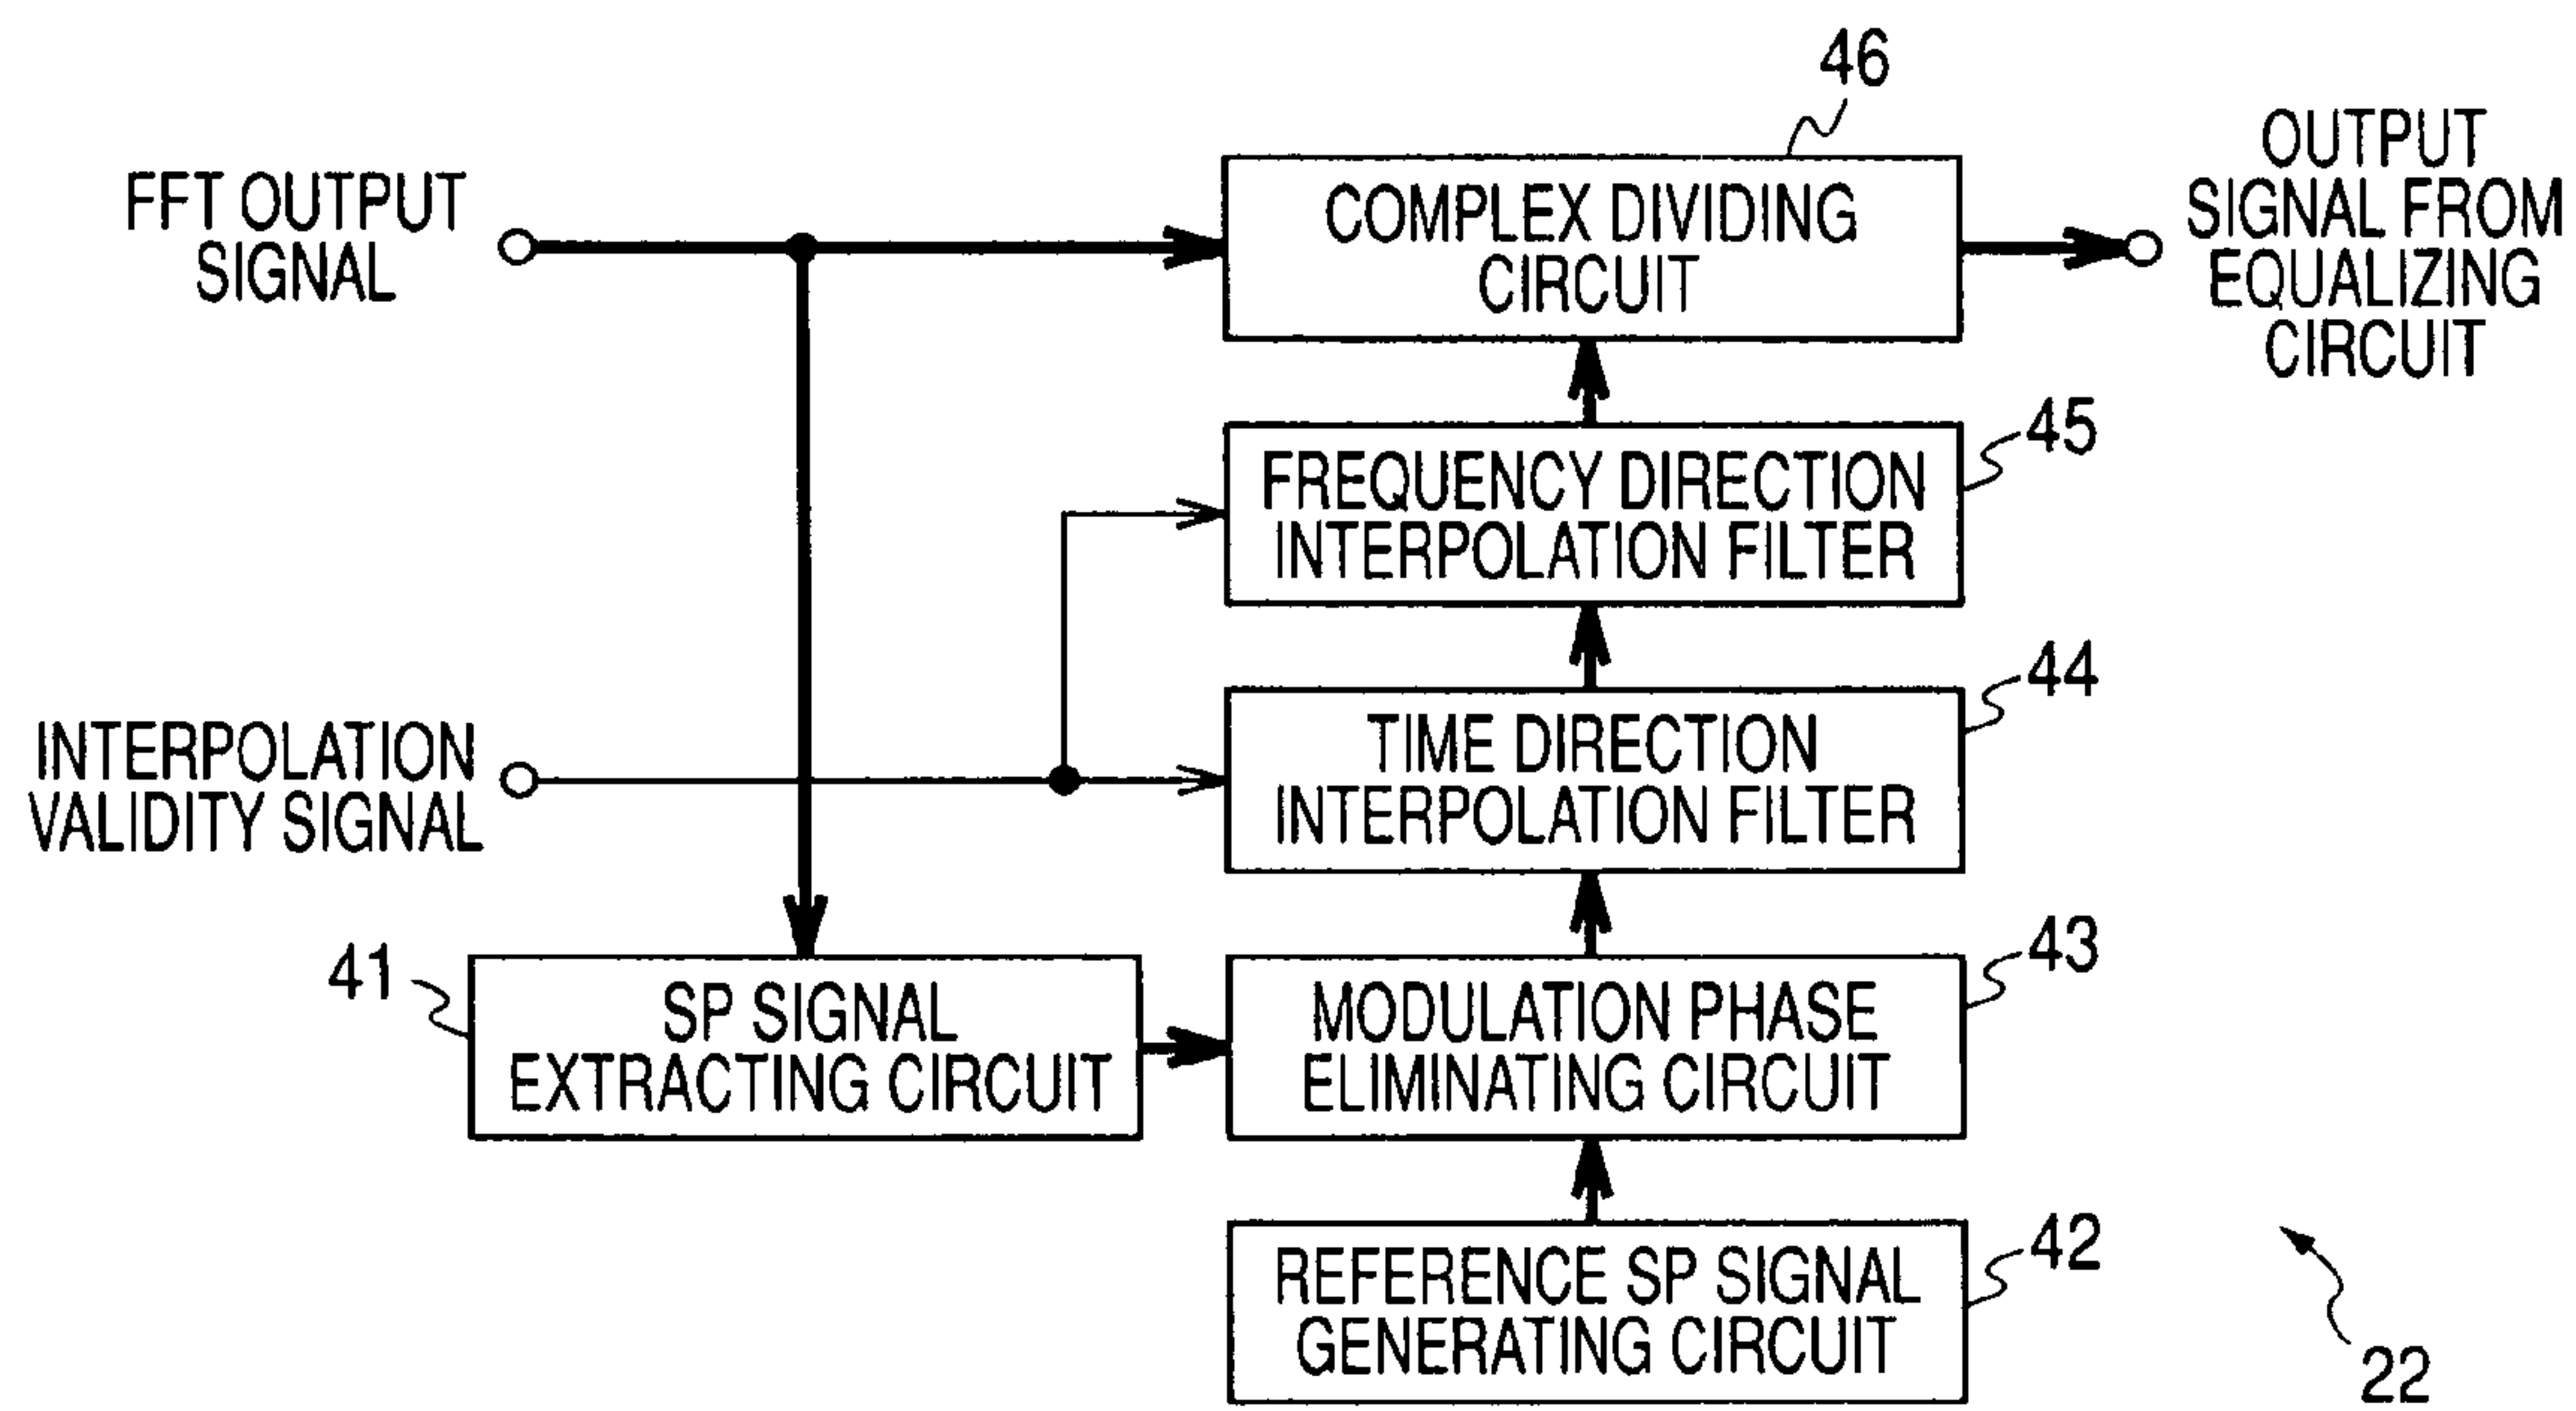 46
FFT OUTPUT
SIGNAL
COMPLEX DIVIDING
CIRCUIT
OUTPUT
SIGNAL FROM
EQUALIZING
CIRCUIT
45
FREQUENCY DIRECTION
INTERPOLATION FILTER
44
INTERPOLATION
VALIDITY SIGNAL
TIME DIRECTION
INTERPOLATION FILTER
41
SP SIGNAL
EXTRACTING CIRCUIT
43
MODULATION PHASE
ELIMINATING CIRCUIT
42
REFERENCE SP SIGNAL
GENERATING CIRCUIT
22